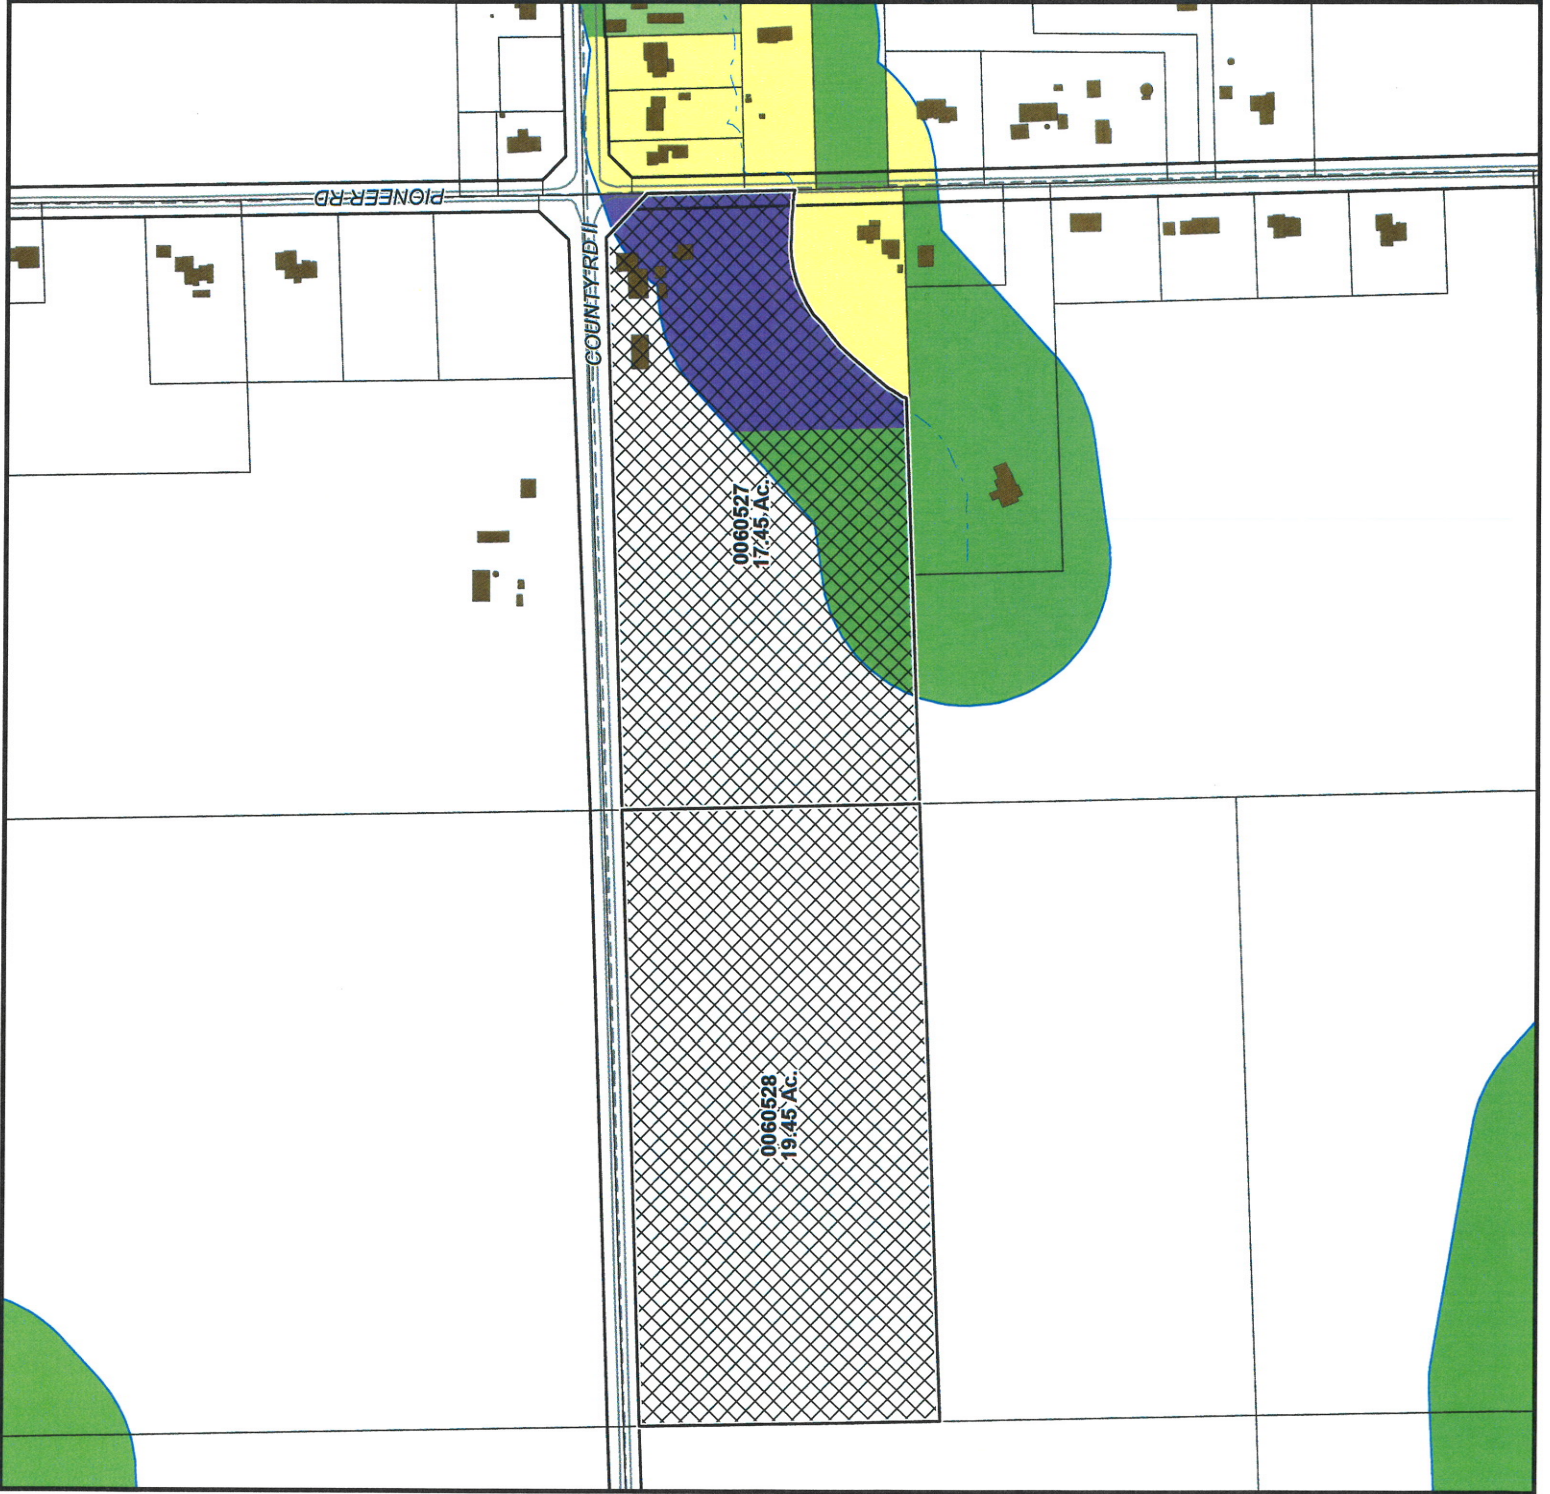 PIONEER RD
COUNTY RD II
0060527
17.45 Ac.
0060528
19.45 Ac.